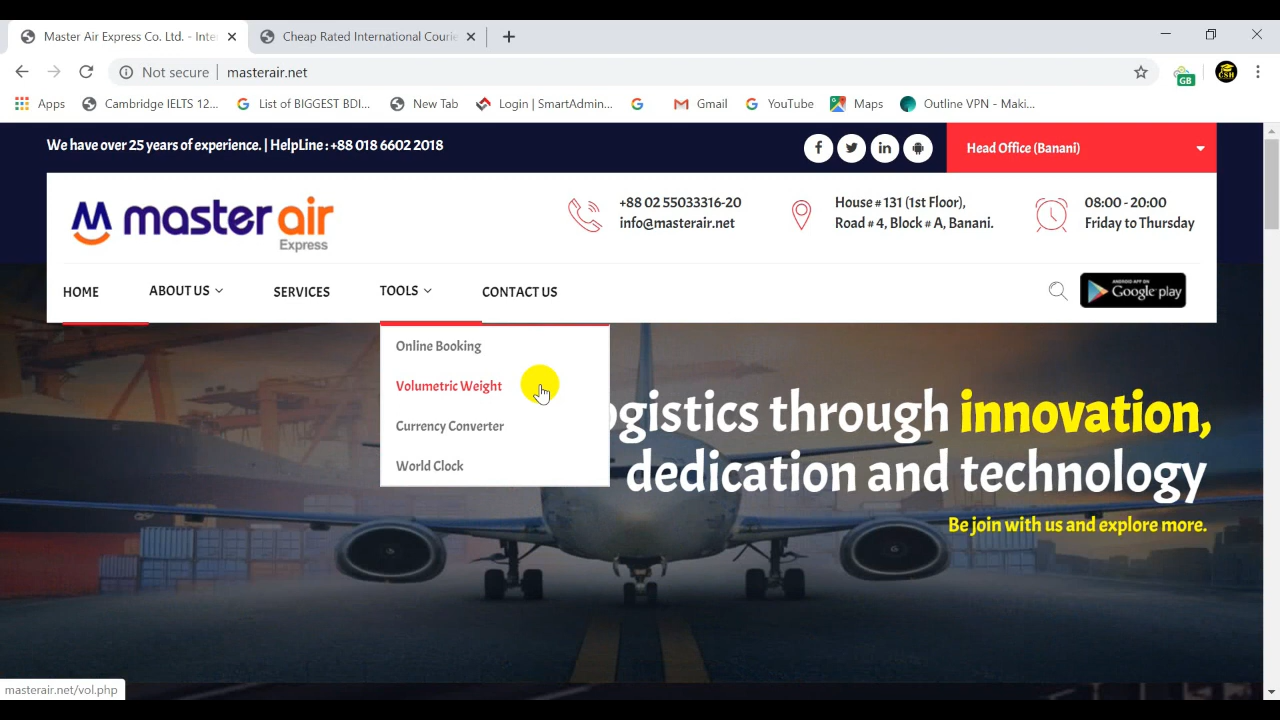 Master Air Express Co. Ltd. - Inte
Cheap Rated International Courie
Not secure
masterair.net
GB
Apps
Cambridge IELTS 12...
List of BIGGEST BDI...
New Tab
Login | SmartAdmin...
Gmail
YouTube
Maps
Outline VPN - Maki...
We have over 25 years of experience. | HelpLine : +88 018 6602 2018
Head Office (Banani)
master air
Express
+88 02 55033316-20
info@masterair.net
House # 131 (1st Floor),
Road # 4, Block # A, Banani.
08:00 - 20:00
Friday to Thursday
HOME
ABOUT US
SERVICES
TOOLS
CONTACT US
ANDROID APP ON
Google play
Online Booking
Volumetric Weight
Currency Converter
World Clock
ogistics through innovation,
dedication and technology
Be join with us and explore more.
masterair.net/vol.php